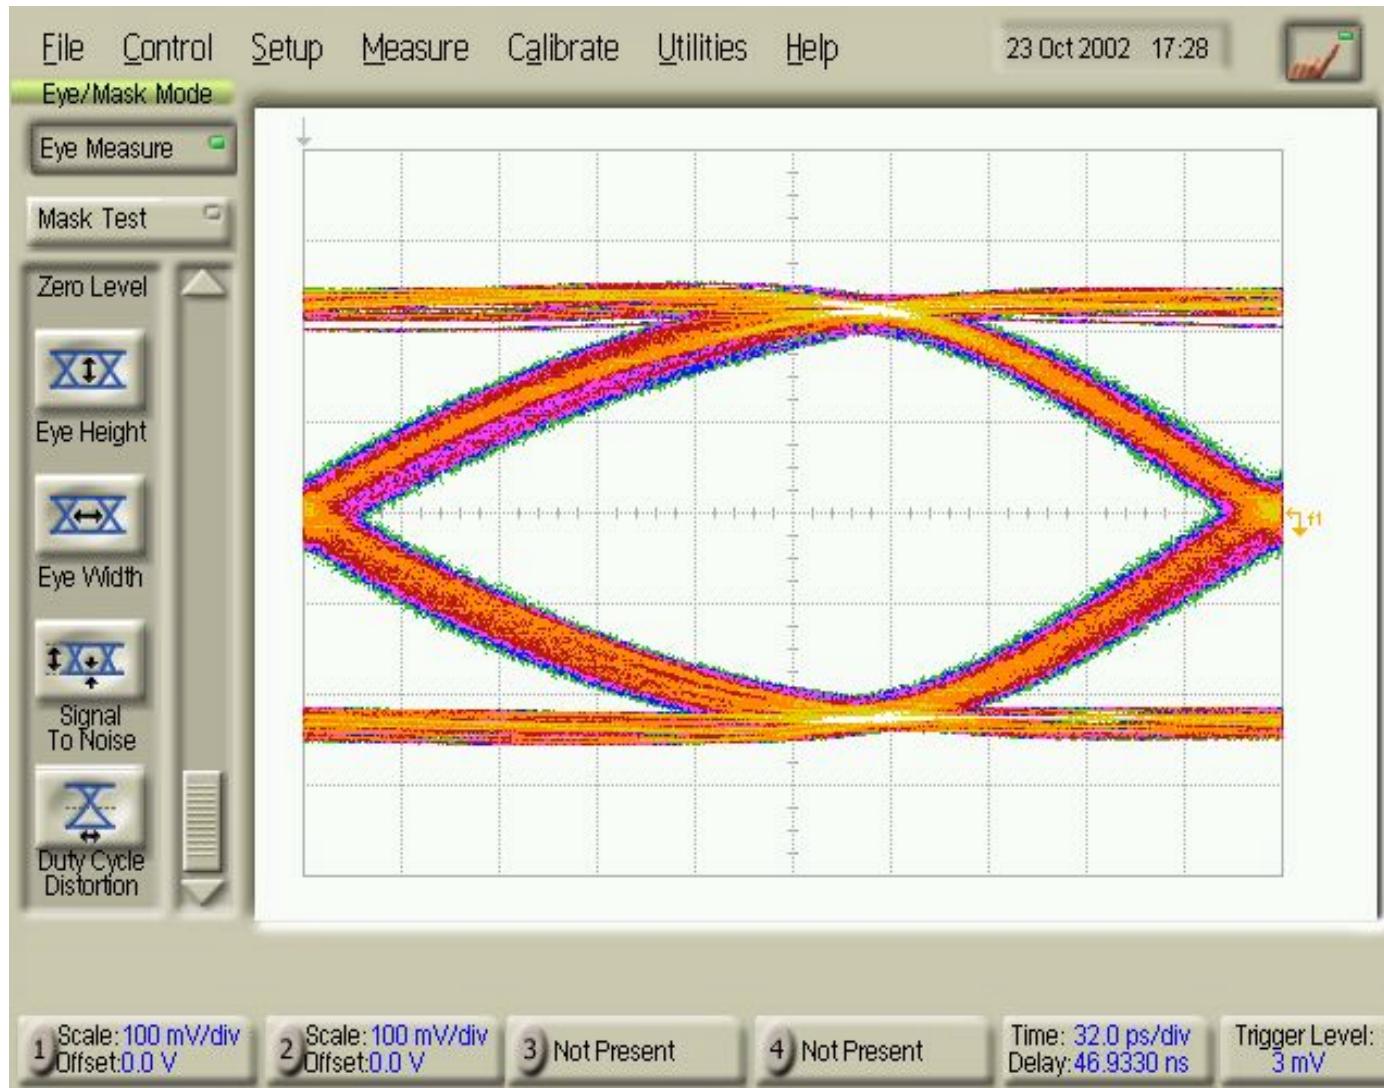 File Control Setup Measure Calibrate Utilities Help 23 Oct 2002 17:28
Eye/Mask Mode
Eye Measure
Mask Test
Zero Level
Eye Height
Eye Width
Signal
To Noise
Duty Cycle
Distortion
f1
1 Scale: 100 mV/div
Offset:0.0 V
2 Scale: 100 mV/div
Offset:0.0 V
3 Not Present
4 Not Present
Time: 32.0 ps/div
Delay:46.9330 ns
Trigger Level:
3 mV